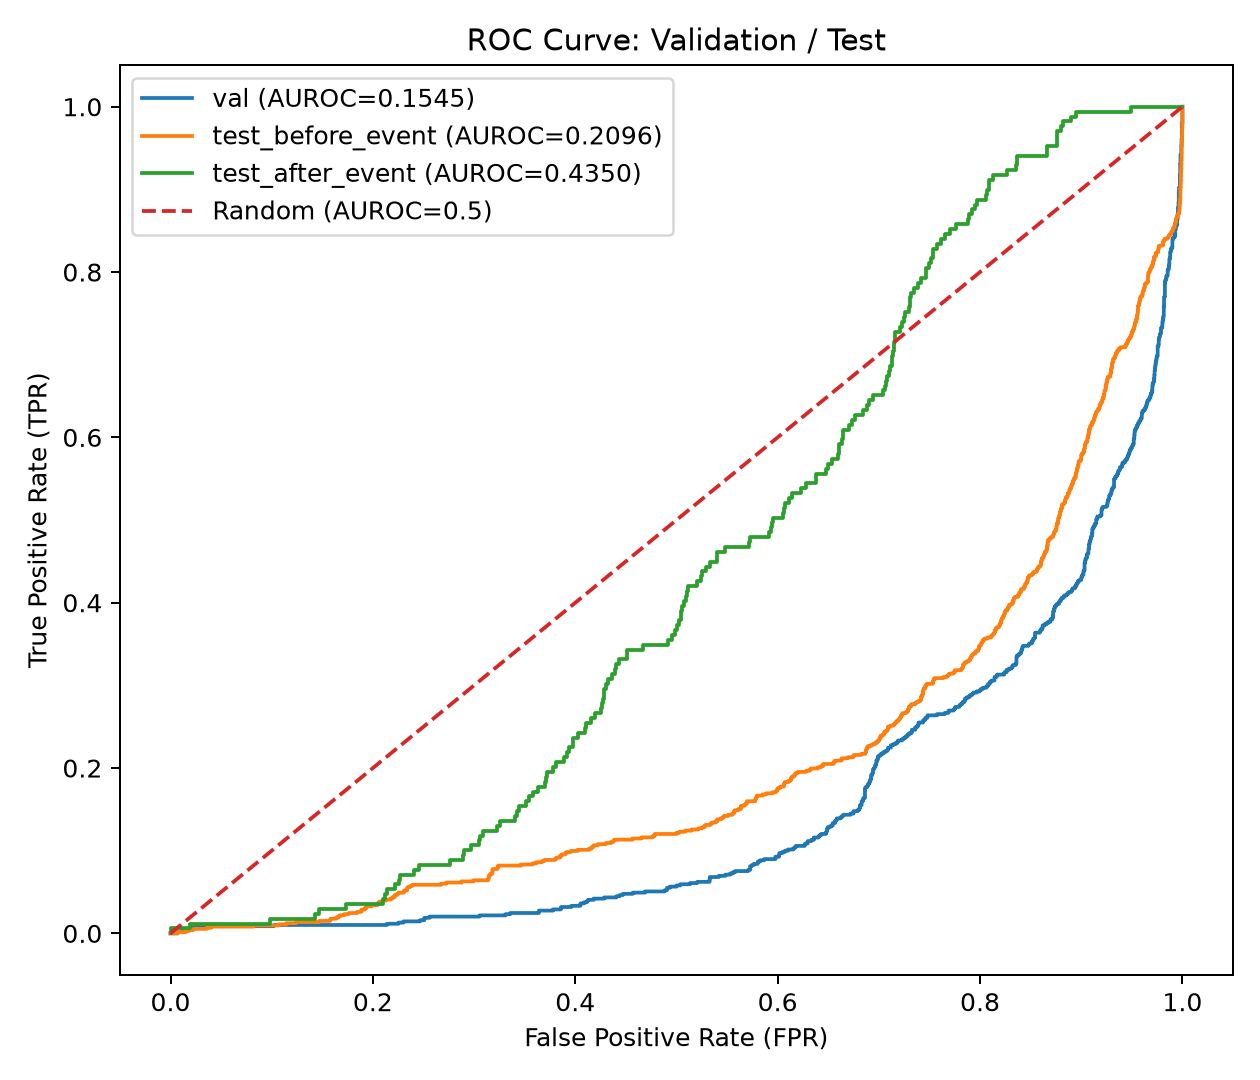 ROC Curve: Validation / Test
val (AUROC=0.1545)
test_before_event (AUROC=0.2096)
test_after_event (AUROC=0.4350)
Random (AUROC=0.5)
True Positive Rate (TPR)
1.0
0.8
0.6
0.4
0.2
0.0
0.0 0.2 0.4 0.6 0.8 1.0
False Positive Rate (FPR)